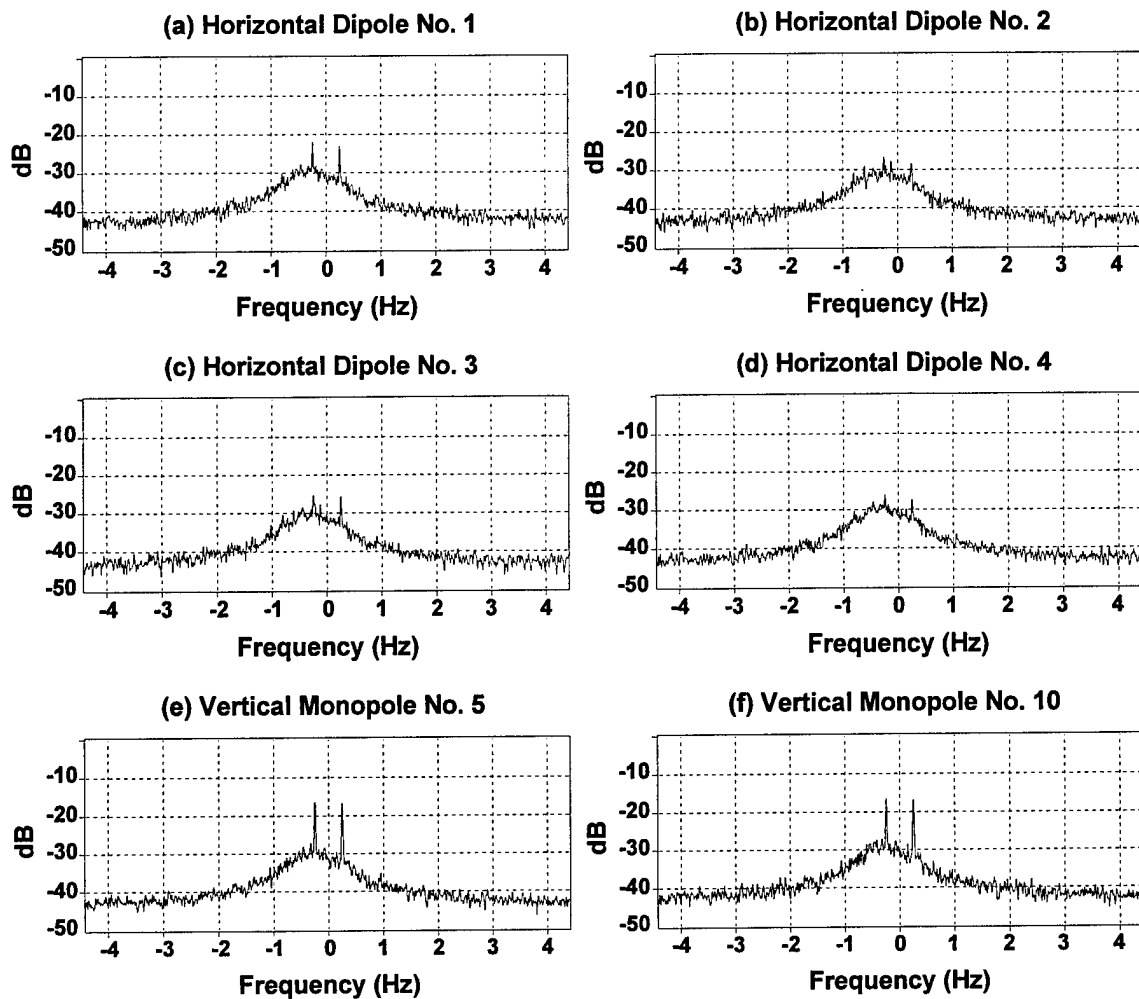 (a) Horizontal Dipole No. 1
dB
-10
-20
-30
-40
-50
-4 -3 -2 -1 0 1 2 3 4
Frequency (Hz)
(b) Horizontal Dipole No. 2
dB
-10
-20
-30
-40
-50
-4 -3 -2 -1 0 1 2 3 4
Frequency (Hz)
(c) Horizontal Dipole No. 3
dB
-10
-20
-30
-40
-50
-4 -3 -2 -1 0 1 2 3 4
Frequency (Hz)
(d) Horizontal Dipole No. 4
dB
-10
-20
-30
-40
-50
-4 -3 -2 -1 0 1 2 3 4
Frequency (Hz)
(e) Vertical Monopole No. 5
dB
-10
-20
-30
-40
-50
-4 -3 -2 -1 0 1 2 3 4
Frequency (Hz)
(f) Vertical Monopole No. 10
dB
-10
-20
-30
-40
-50
-4 -3 -2 -1 0 1 2 3 4
Frequency (Hz)